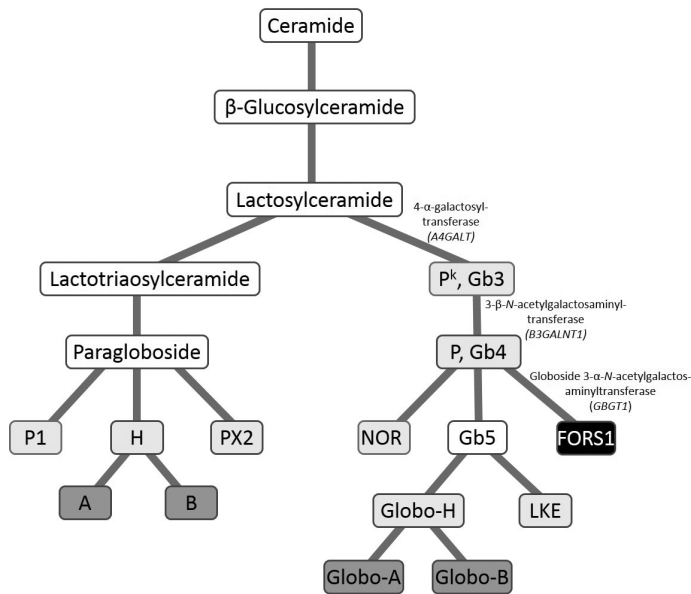 Ceramide
β-Glucosylceramide
Lactosylceramide
4-α-galactosyl-
transferase
(A4GALT)
Lactotriaosylceramide
Pᵏ, Gb3
3-β-N-acetylgalactosaminyl-
transferase
(B3GALNT1)
Paragloboside
P, Gb4
Globoside 3-α-N-acetylgalactos-
aminyltransferase
(GBGT1)
P1
H
PX2
NOR
Gb5
FORS1
A
B
Globo-H
LKE
Globo-A
Globo-B